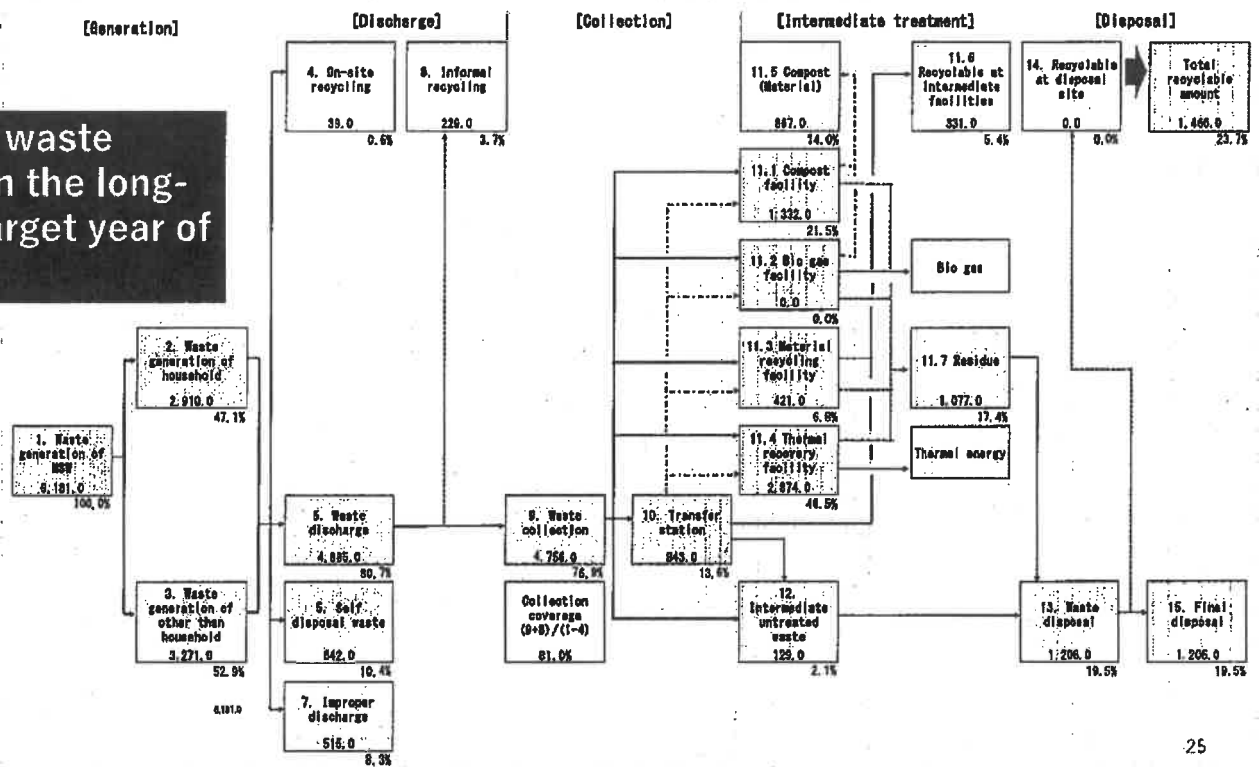 [Generation]
[Discharge]
[Collection]
[Intermediate treatment]
[Disposal]
waste
n the long-
arget year of
4. On-site
recycling
39.0
0.6%
8. Informal
recycling
229.0
3.7%
11.5 Compost
(Material)
867.0
14.0%
11.6
Recyclable at
intermediate
facilities
331.0
5.4%
14. Recyclable
at disposal
site
0.0
0.0%
Total
recyclable
amount
1,466.0
23.7%
11.1 Compost
facility
1,332.0
21.5%
11.2 Bio gas
facility
0.0
0.0%
Bio gas
11.3 Material
recycling
facility
421.0
6.8%
11.7 Residue
1,077.0
17.4%
11.4 Thermal
recovery
facility
2,874.0
46.5%
Thermal energy
1. Waste
generation of
MSW
6,181.0
100.0%
2. Waste
generation of
household
2,910.0
47.1%
3. Waste
generation of
other than
household
3,271.0
52.9%
6,181.0
5. Waste
discharge
4,985.0
80.7%
6. Self
disposal waste
642.0
10.4%
7. Improper
discharge
515.0
8.3%
9. Waste
collection
4,756.0
76.9%
Collection
coverage
(9+8)/(1-4)
81.0%
10. Transfer
station
843.0
13.6%
12.
Intermediate
untreated
waste
129.0
2.1%
13. Waste
disposal
1,206.0
19.5%
15. Final
disposal
1,206.0
19.5%
25